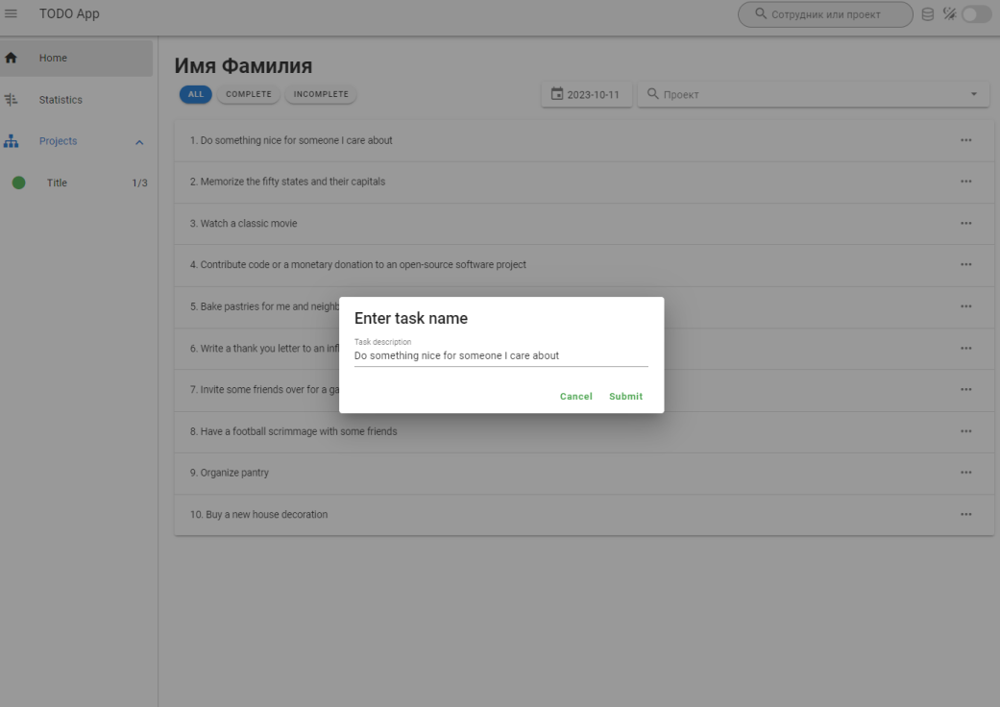 TODO App
Сотрудник или проект
Home
Statistics
Projects
Title 1/3
Имя Фамилия
ALL COMPLETE INCOMPLETE
2023-10-11
Проект
1. Do something nice for someone I care about
2. Memorize the fifty states and their capitals
3. Watch a classic movie
4. Contribute code or a monetary donation to an open-source software project
5. Bake pastries for me and
6. Write a thank you letter to an
7. Invite some friends over for a
8. Have a football scrimmage with some friends
9. Organize pantry
10. Buy a new house decoration
Enter task name
Task description
Do something nice for someone I care about
Cancel Submit